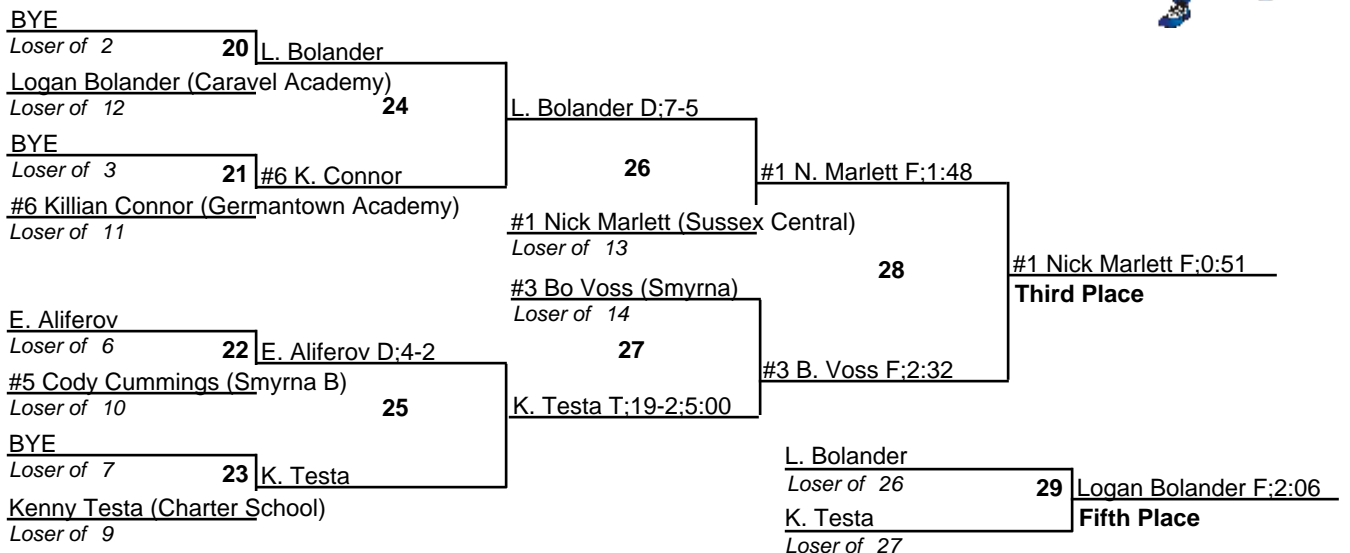 BYE
Loser of 2
20 L. Bolander
Logan Bolander (Caravel Academy)
Loser of 12
24
L. Bolander D;7-5
BYE
Loser of 3
21 #6 K. Connor
26
#1 N. Marlett F;1:48
#6 Killian Connor (Germantown Academy)
Loser of 11
#1 Nick Marlett (Sussex Central)
Loser of 13
28
#1 Nick Marlett F;0:51
Third Place
#3 Bo Voss (Smyrna)
Loser of 14
E. Aliferov
Loser of 6
22 E. Aliferov D;4-2
27
#3 B. Voss F;2:32
#5 Cody Cummings (Smyrna B)
Loser of 10
25
K. Testa T;19-2;5:00
BYE
Loser of 7
23 K. Testa
Kenny Testa (Charter School)
Loser of 9
L. Bolander
Loser of 26
29 Logan Bolander F;2:06
Fifth Place
K. Testa
Loser of 27